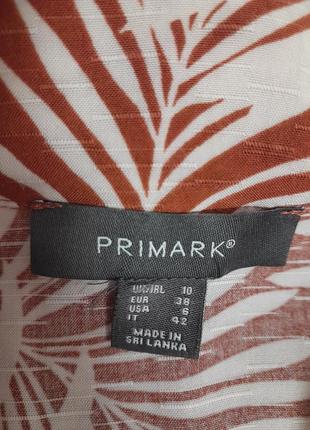 PRIMARK®
UK/IRL 10
EUR 38
USA 6
IT 42
MADE IN
SRI LANKA